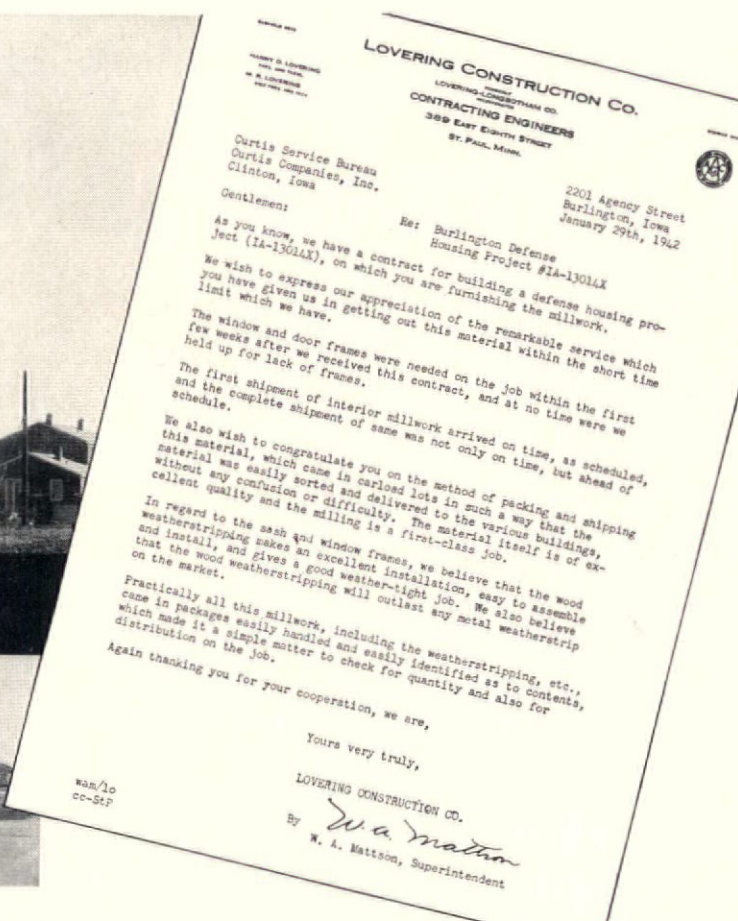 HARRY D. LOVERING
LOVERING CONSTRUCTION CO.
LOVERING-LONGBOTHAM CO.
CONTRACTING ENGINEERS
389 EAST EIGHTH STREET
ST. PAUL, MINN.
Curtis Service Bureau
Curtis Companies, Inc.
Clinton, Iowa
2201 Agency Street
Burlington, Iowa
January 29th, 1942
Gentlemen:
Re: Burlington Defense
Housing Project #IA-13014X
As you know, we have a contract for building a defense housing pro-
ject (IA-13014X), on which you are furnishing the millwork.
We wish to express our appreciation of the remarkable service which
you have given us in getting out this material within the short time
limit which we have.
The window and door frames were needed on the job within the first
few weeks after we received this contract, and at no time were we
held up for lack of frames.
The first shipment of interior millwork arrived on time, as scheduled,
and the complete shipment of same was not only on time, but ahead of
schedule.
We also wish to congratulate you on the method of packing and shipping
this material, which came in carload lots in such a way that the
material was easily sorted and delivered to the various buildings,
without any confusion or difficulty. The material itself is of ex-
cellent quality and the milling is a first-class job.
In regard to the sash and window frames, we believe that the wood
weatherstripping makes an excellent installation, easy to assemble
and install, and gives a good weather-tight job. We also believe
that the wood weatherstripping will outlast any metal weatherstrip
on the market.
Practically all this millwork, including the weatherstripping, etc.,
came in packages easily handled and easily identified as to contents,
which made it a simple matter to check for quantity and also for
distribution on the job.
Again thanking you for your cooperation, we are,
Yours very truly,
LOVERING CONSTRUCTION CO.
By W. A. Mattson
W. A. Mattson, Superintendent
wam/lo
cc-StP